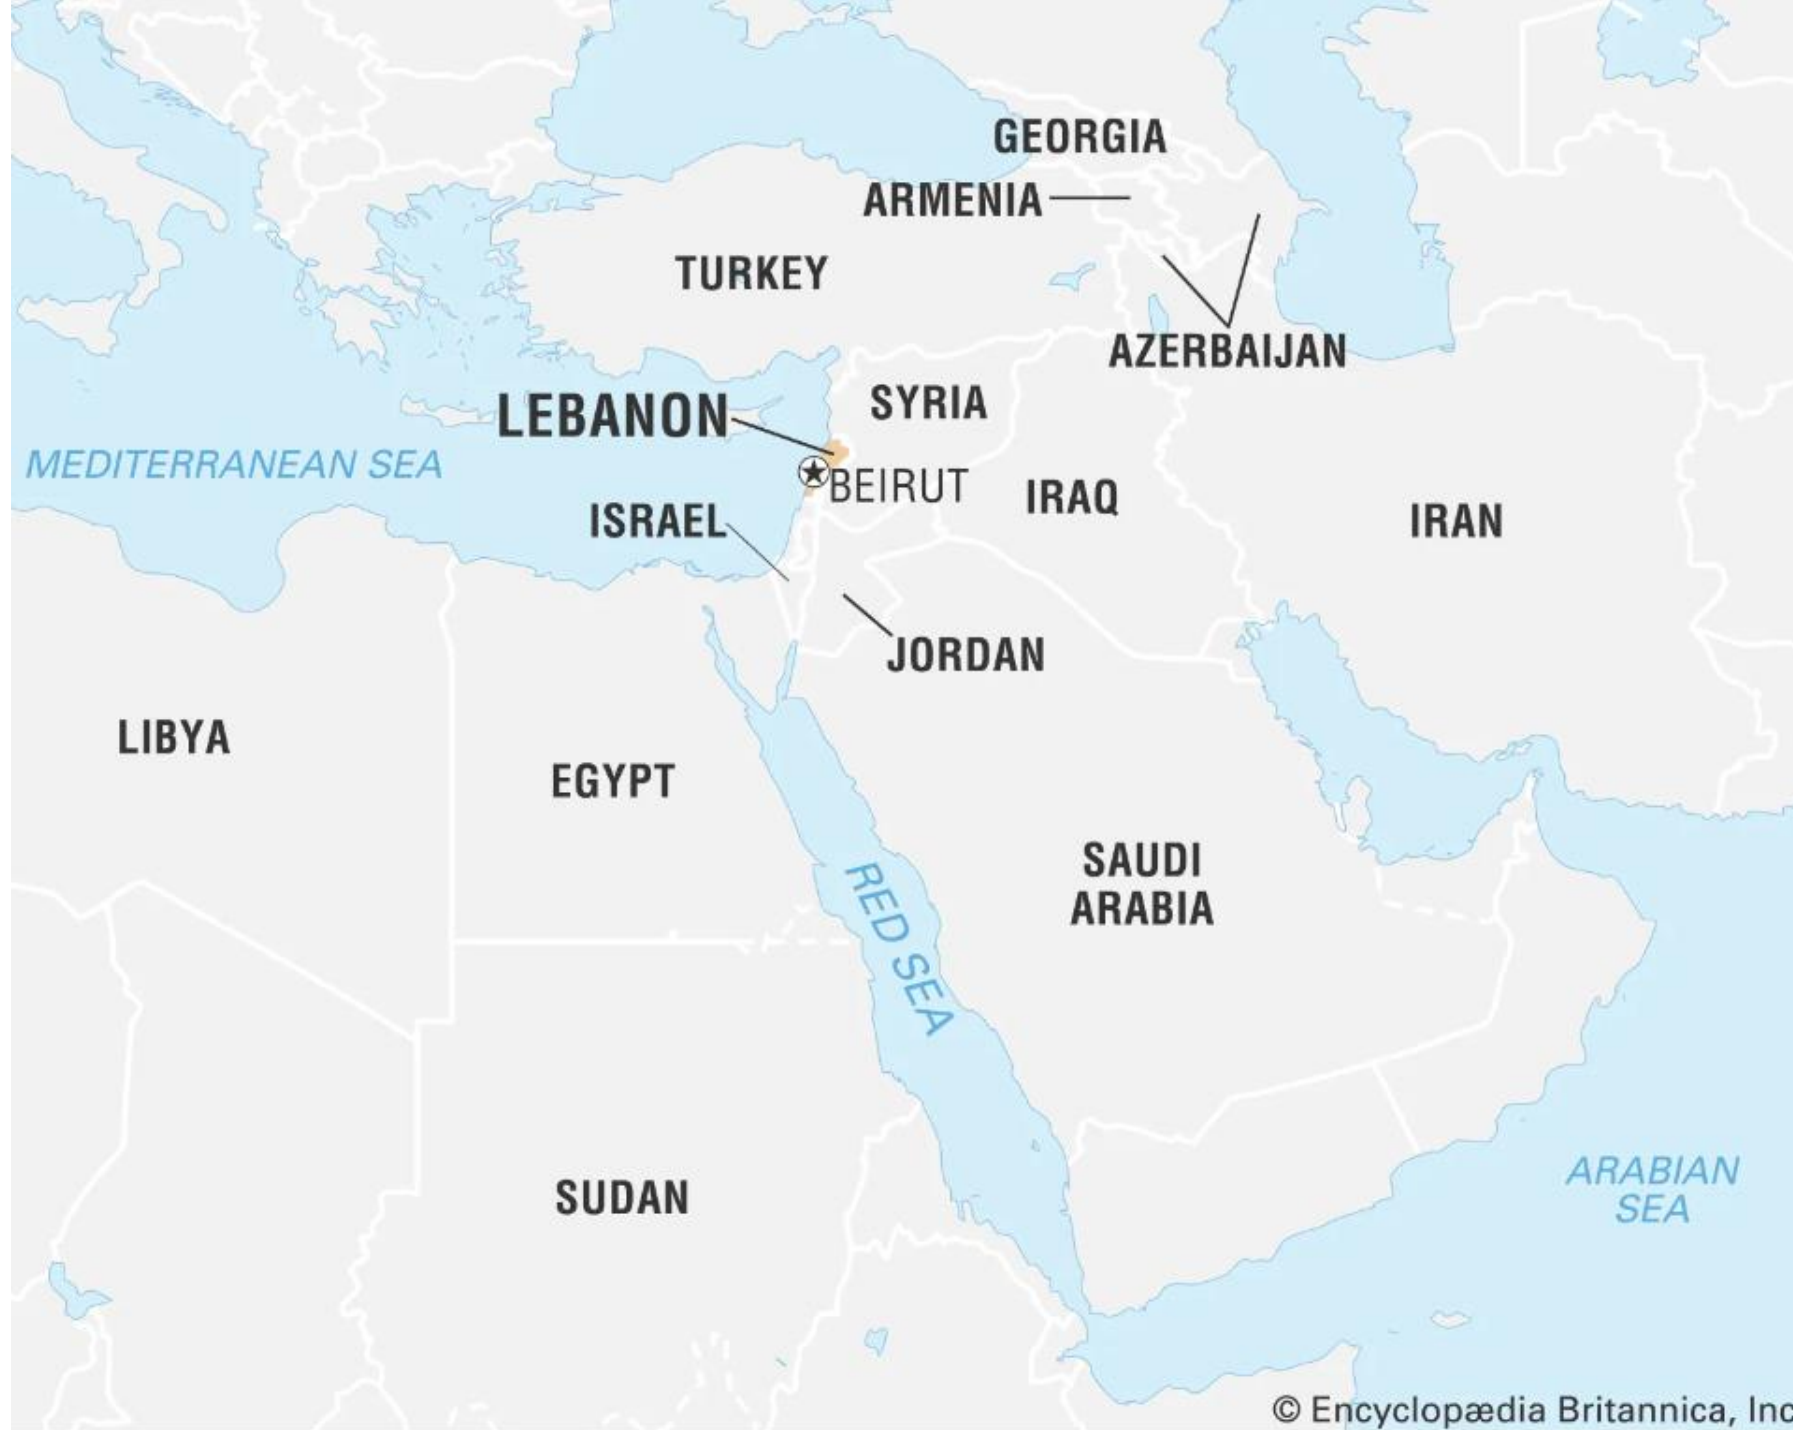 GEORGIA
ARMENIA
TURKEY
AZERBAIJAN
LEBANON
SYRIA
MEDITERRANEAN SEA
BEIRUT
IRAQ
ISRAEL
IRAN
JORDAN
LIBYA
EGYPT
SAUDI
ARABIA
RED SEA
SUDAN
ARABIAN
SEA
© Encyclopædia Britannica, Inc